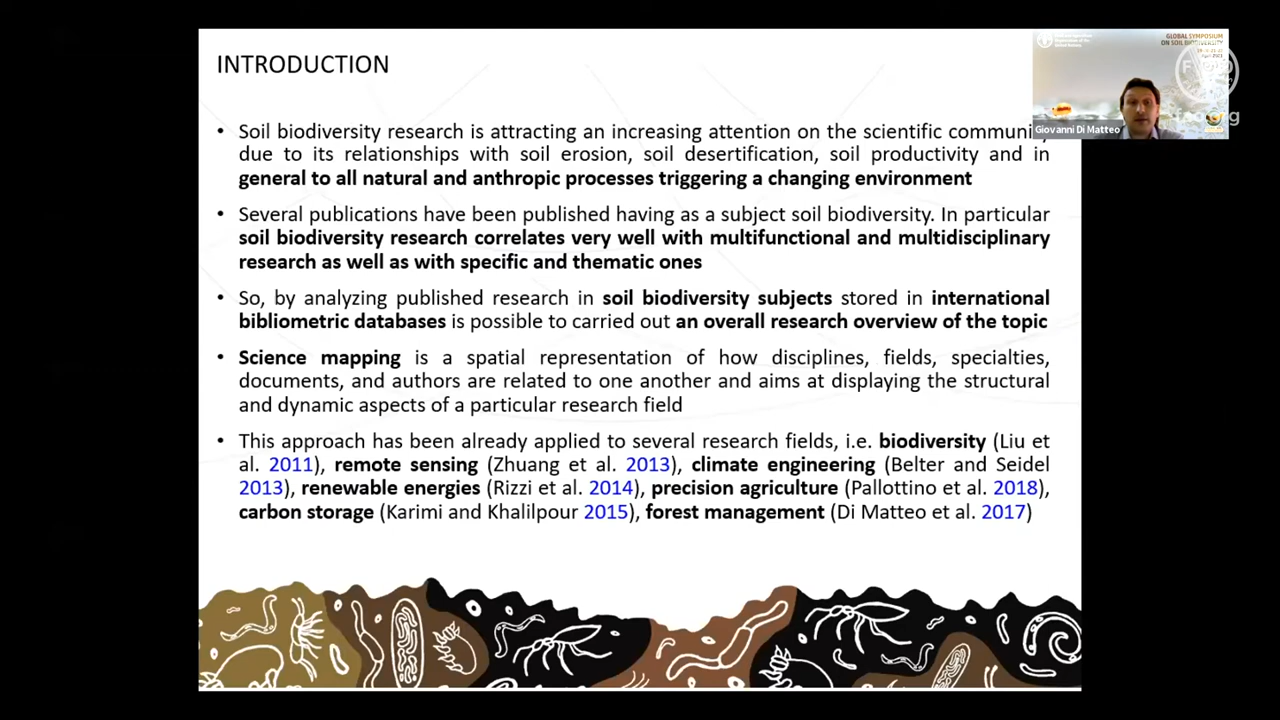 INTRODUCTION
• Soil biodiversity research is attracting an increasing attention on the scientific
due to its relationships with soil erosion, soil desertification, soil productivity and in
general to all natural and anthropic processes triggering a changing environment
• Several publications have been published having as a subject soil biodiversity. In particular
soil biodiversity research correlates very well with multifunctional and multidisciplinary
research as well as with specific and thematic ones
• So, by analyzing published research in soil biodiversity subjects stored in international
bibliometric databases is possible to carried out an overall research overview of the topic
• Science mapping is a spatial representation of how disciplines, fields, specialties,
documents, and authors are related to one another and aims at displaying the structural
and dynamic aspects of a particular research field
• This approach has been already applied to several research fields, i.e. biodiversity (Liu et
al. 2011), remote sensing (Zhuang et al. 2013), climate engineering (Belter and Seidel
2013), renewable energies (Rizzi et al. 2014), precision agriculture (Pallottino et al. 2018),
carbon storage (Karimi and Khalilpour 2015), forest management (Di Matteo et al. 2017)
GLOBAL SYMPOSIUM
ON SOIL BIODIVERSITY
Giovanni Di Matteo
fao.org